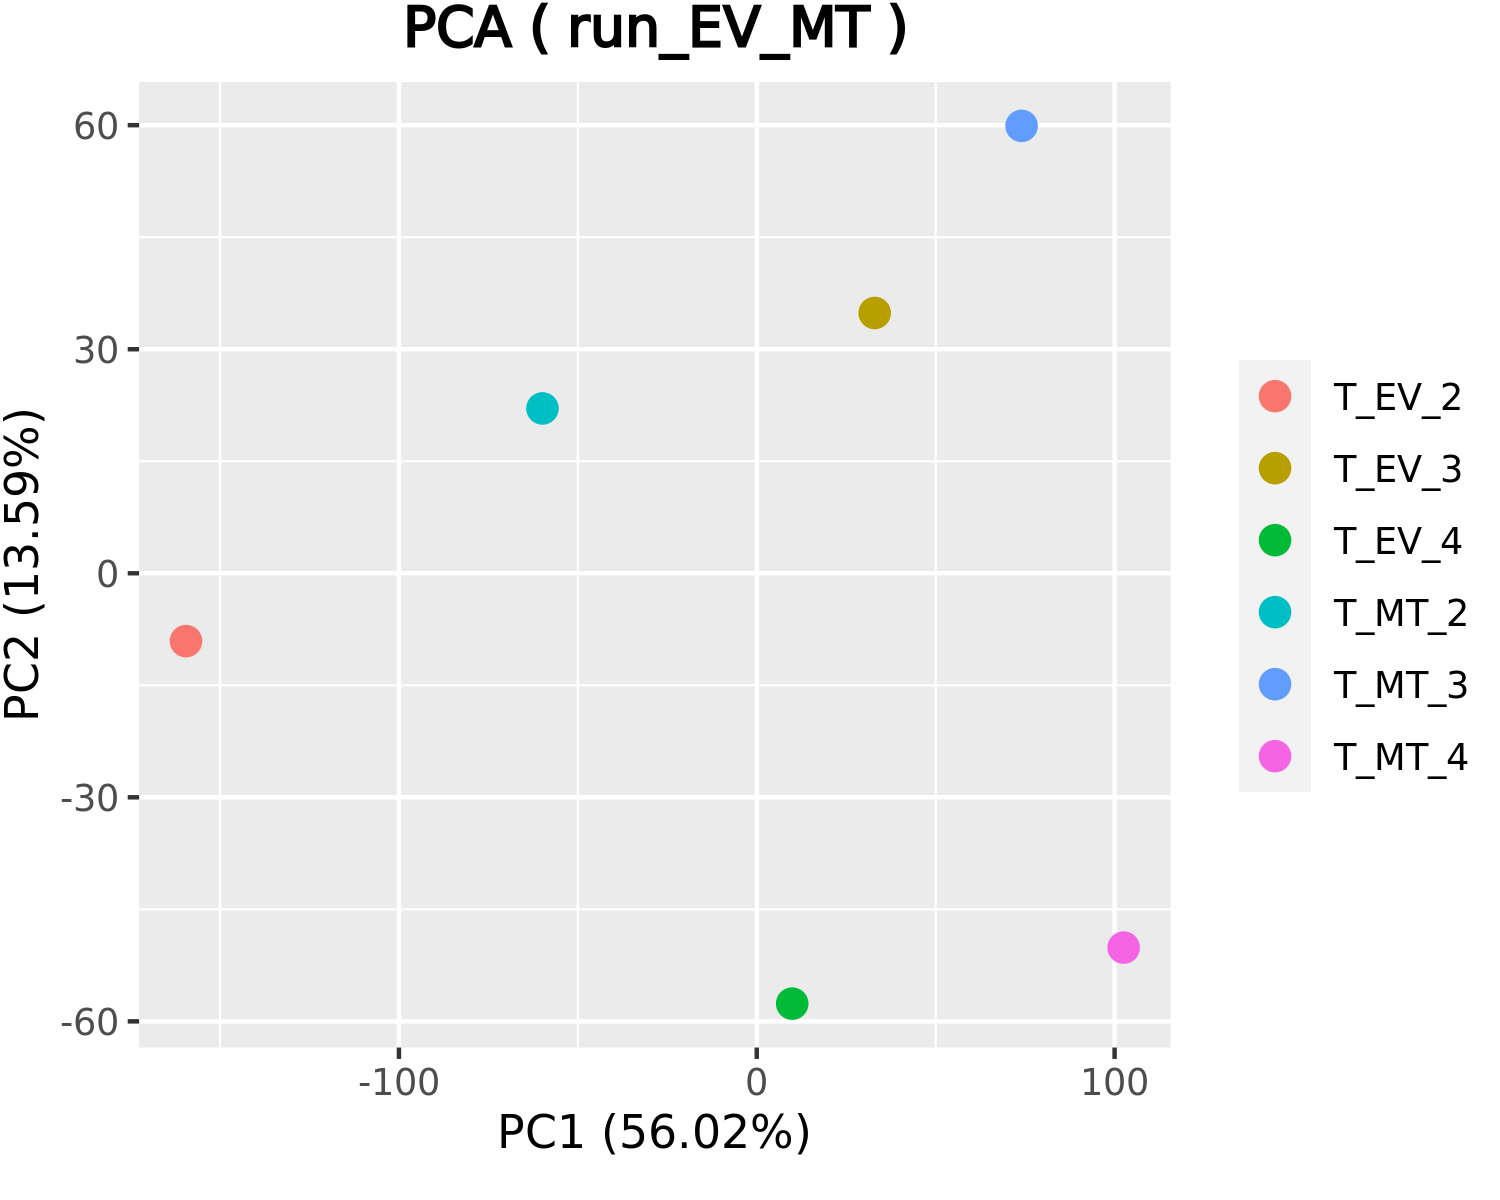 PCA ( run_EV_MT )
60
30
0
-30
-60
PC2 (13.59%)
-100
0
100
PC1 (56.02%)
T_EV_2
T_EV_3
T_EV_4
T_MT_2
T_MT_3
T_MT_4